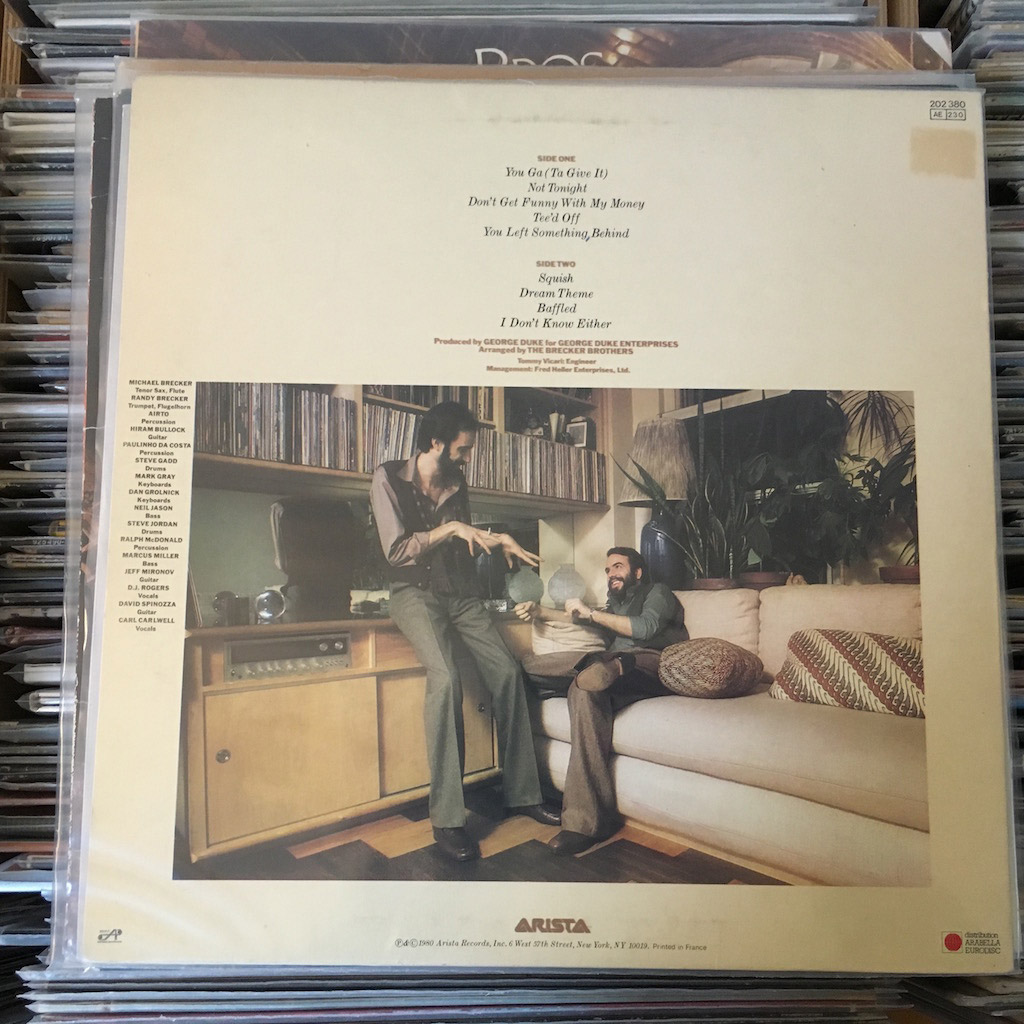 BROS
202 380
AE 230
SIDE ONE
You Ga (Ta Give It)
Not Tonight
Don't Get Funny With My Money
Tee'd Off
You Left Something Behind
SIDE TWO
Squish
Dream Theme
Baffled
I Don't Know Either
Produced by GEORGE DUKE for GEORGE DUKE ENTERPRISES
Arranged by THE BRECKER BROTHERS
Tommy Vicari: Engineer
Management: Fred Heller Enterprises, Ltd.
MICHAEL BRECKER
Tenor Sax, Flute
RANDY BRECKER
Trumpet, Flugelhorn
AIRTO
Percussion
HIRAM BULLOCK
Guitar
PAULINHO DA COSTA
Percussion
STEVE GADD
Drums
MARK GRAY
Keyboards
DAN GROLNICK
Keyboards
NEIL JASON
Bass
STEVE JORDAN
Drums
RALPH McDONALD
Percussion
MARCUS MILLER
Bass
JEFF MIRONOV
Guitar
D.J. ROGERS
Vocals
DAVID SPINOZZA
Guitar
CARL CARLWELL
Vocals
ARISTA
℗&©1980 Arista Records, Inc. 6 West 57th Street, New York, NY 10019. Printed in France
distribution
ARABELLA
EURODISC